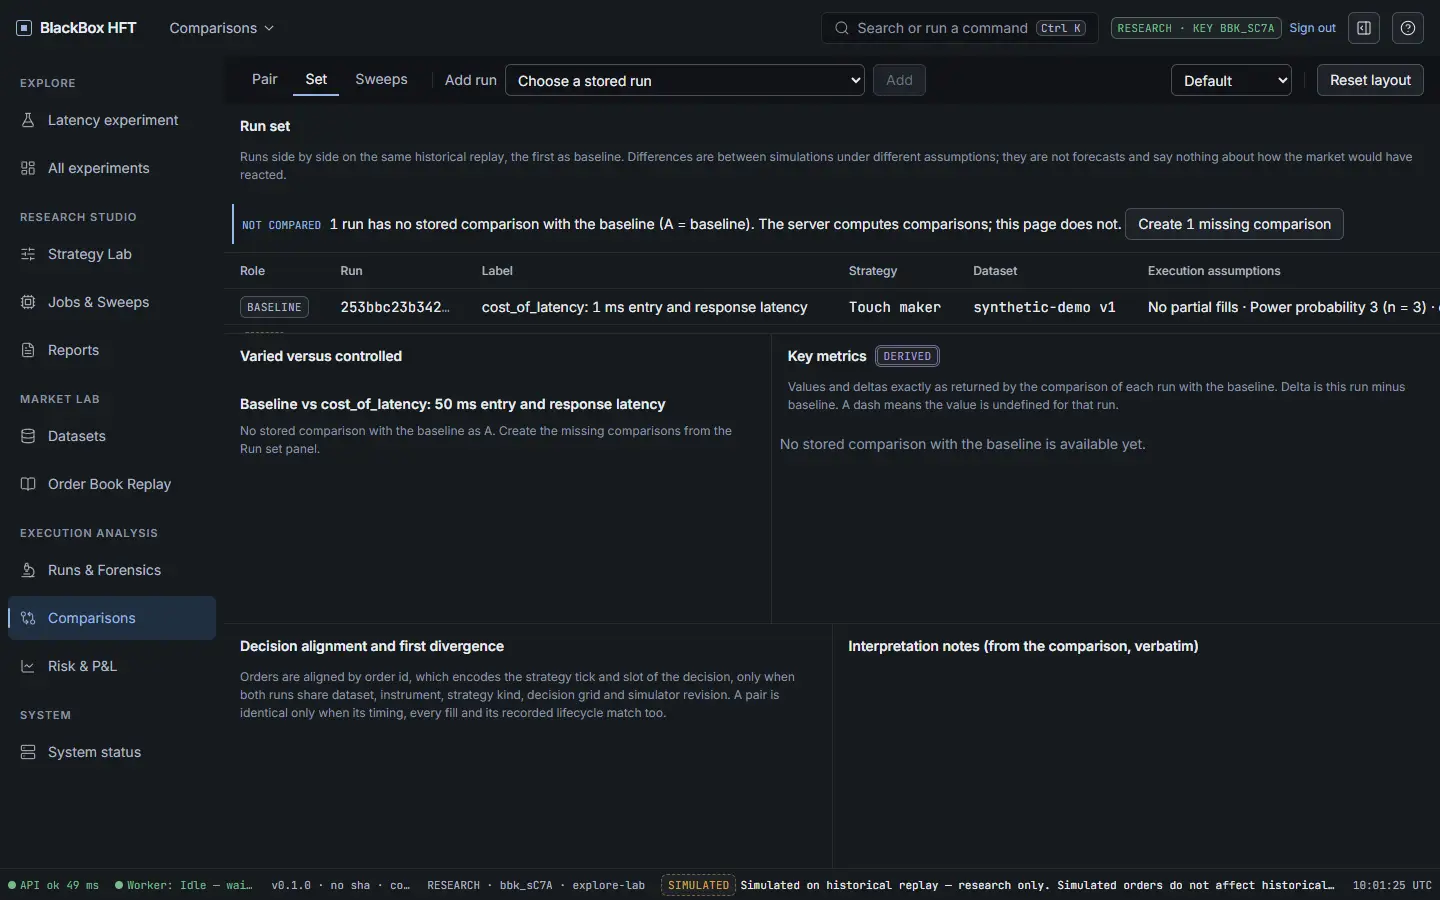 BlackBox HFT
Comparisons
Search or run a command Ctrl K
RESEARCH · KEY BBK_SC7A
Sign out
EXPLORE
Latency experiment
All experiments
RESEARCH STUDIO
Strategy Lab
Jobs & Sweeps
Reports
MARKET LAB
Datasets
Order Book Replay
EXECUTION ANALYSIS
Runs & Forensics
Comparisons
Risk & P&L
SYSTEM
System status
Pair Set Sweeps Add run Choose a stored run Add Default Reset layout
Run set
Runs side by side on the same historical replay, the first as baseline. Differences are between simulations under different assumptions; they are not forecasts and say nothing about how the market would have
reacted.
NOT COMPARED 1 run has no stored comparison with the baseline (A = baseline). The server computes comparisons; this page does not. Create 1 missing comparison
Role Run Label Strategy Dataset Execution assumptions
BASELINE 253bbc23b342… cost_of_latency: 1 ms entry and response latency Touch maker synthetic-demo v1 No partial fills · Power probability 3 (n = 3) ·
Varied versus controlled
Baseline vs cost_of_latency: 50 ms entry and response latency
No stored comparison with the baseline as A. Create the missing comparisons from the
Run set panel.
Key metrics DERIVED
Values and deltas exactly as returned by the comparison of each run with the baseline. Delta is this run minus
baseline. A dash means the value is undefined for that run.
No stored comparison with the baseline is available yet.
Decision alignment and first divergence
Orders are aligned by order id, which encodes the strategy tick and slot of the decision, only when
both runs share dataset, instrument, strategy kind, decision grid and simulator revision. A pair is
identical only when its timing, every fill and its recorded lifecycle match too.
Interpretation notes (from the comparison, verbatim)
API ok 49 ms Worker: Idle — wai… v0.1.0 · no sha · co… RESEARCH · bbk_sC7A · explore-lab SIMULATED Simulated on historical replay — research only. Simulated orders do not affect historical… 10:01:25 UTC